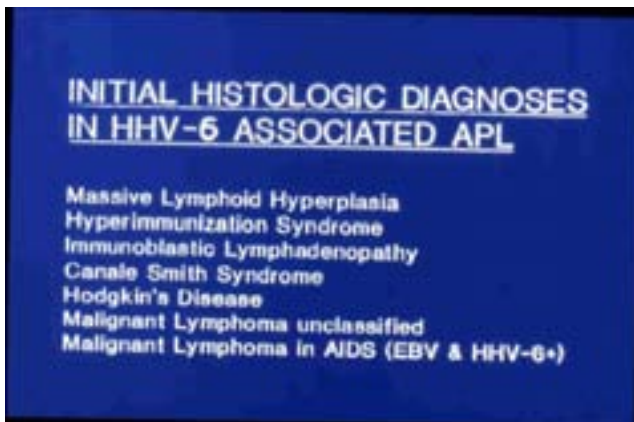 INITIAL HISTOLOGIC DIAGNOSES
IN HHV-6 ASSOCIATED APL
Massive Lymphoid Hyperplasia
Hyperimmunization Syndrome
Immunoblastic Lymphadenopathy
Canale Smith Syndrome
Hodgkin's Disease
Malignant Lymphoma unclassified
Malignant Lymphoma in AIDS (EBV & HHV-6+)